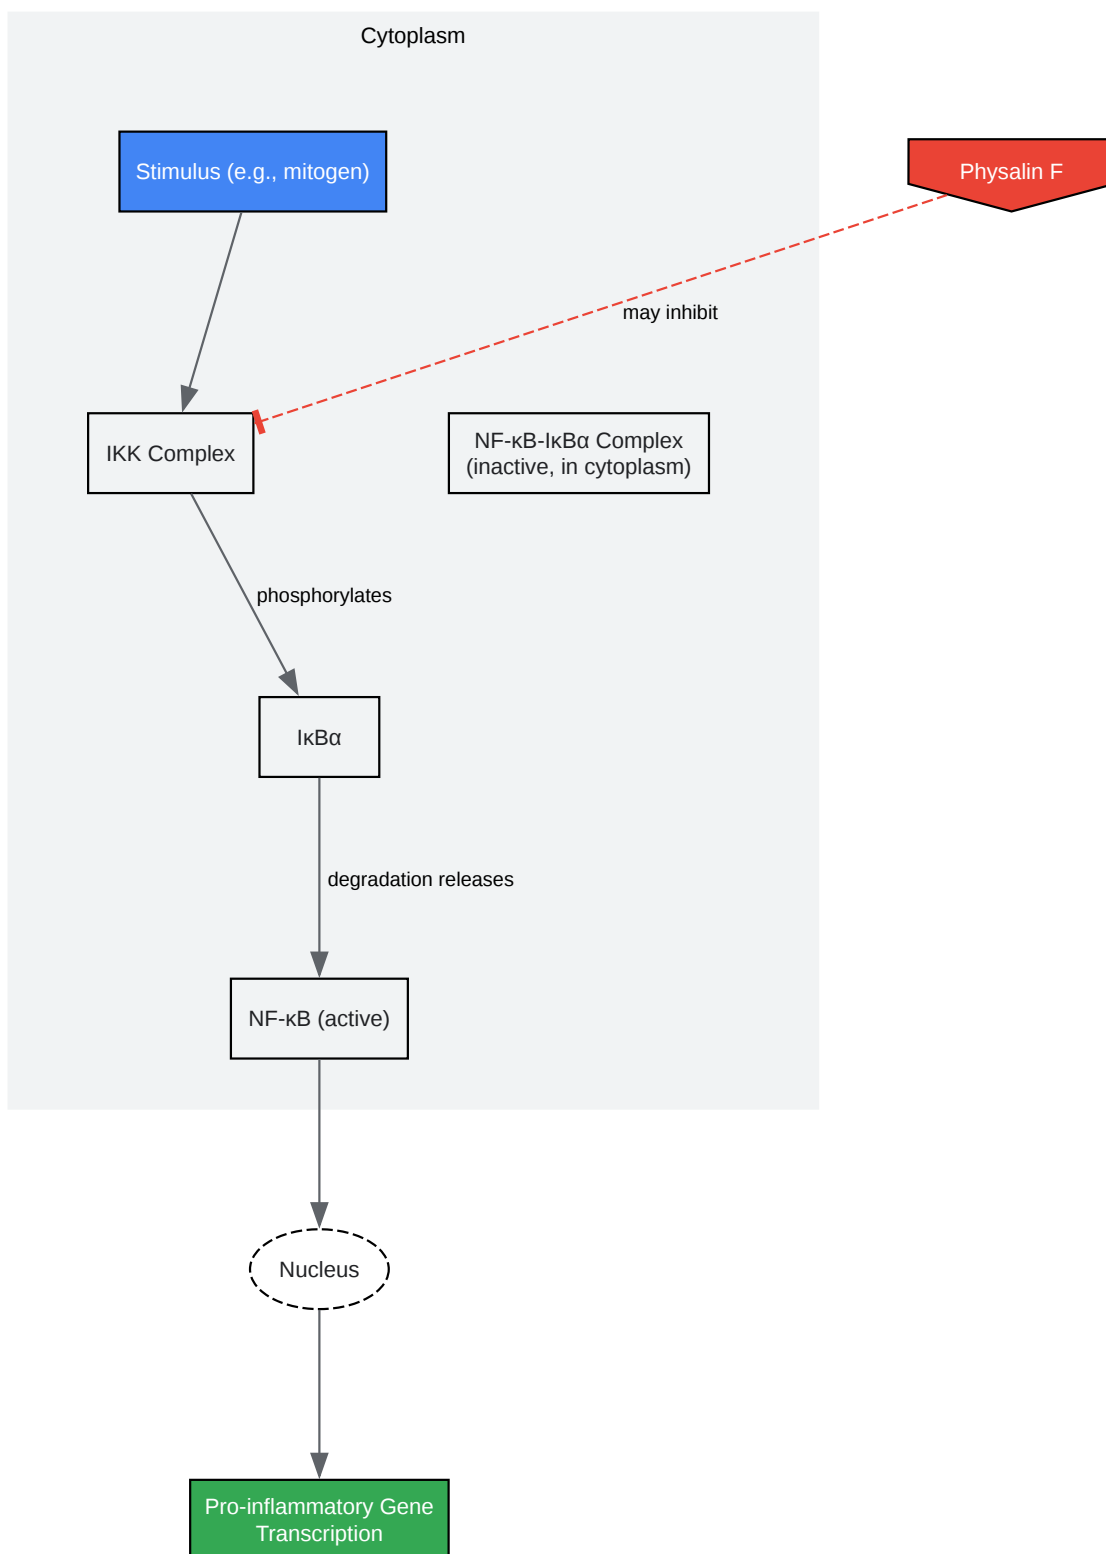 Cytoplasm
Stimulus (e.g., mitogen)
Physalin F
may inhibit
IKK Complex
NF-κB-IκBα Complex
(inactive, in cytoplasm)
phosphorylates
IκBα
degradation releases
NF-κB (active)
Nucleus
Pro-inflammatory Gene
Transcription